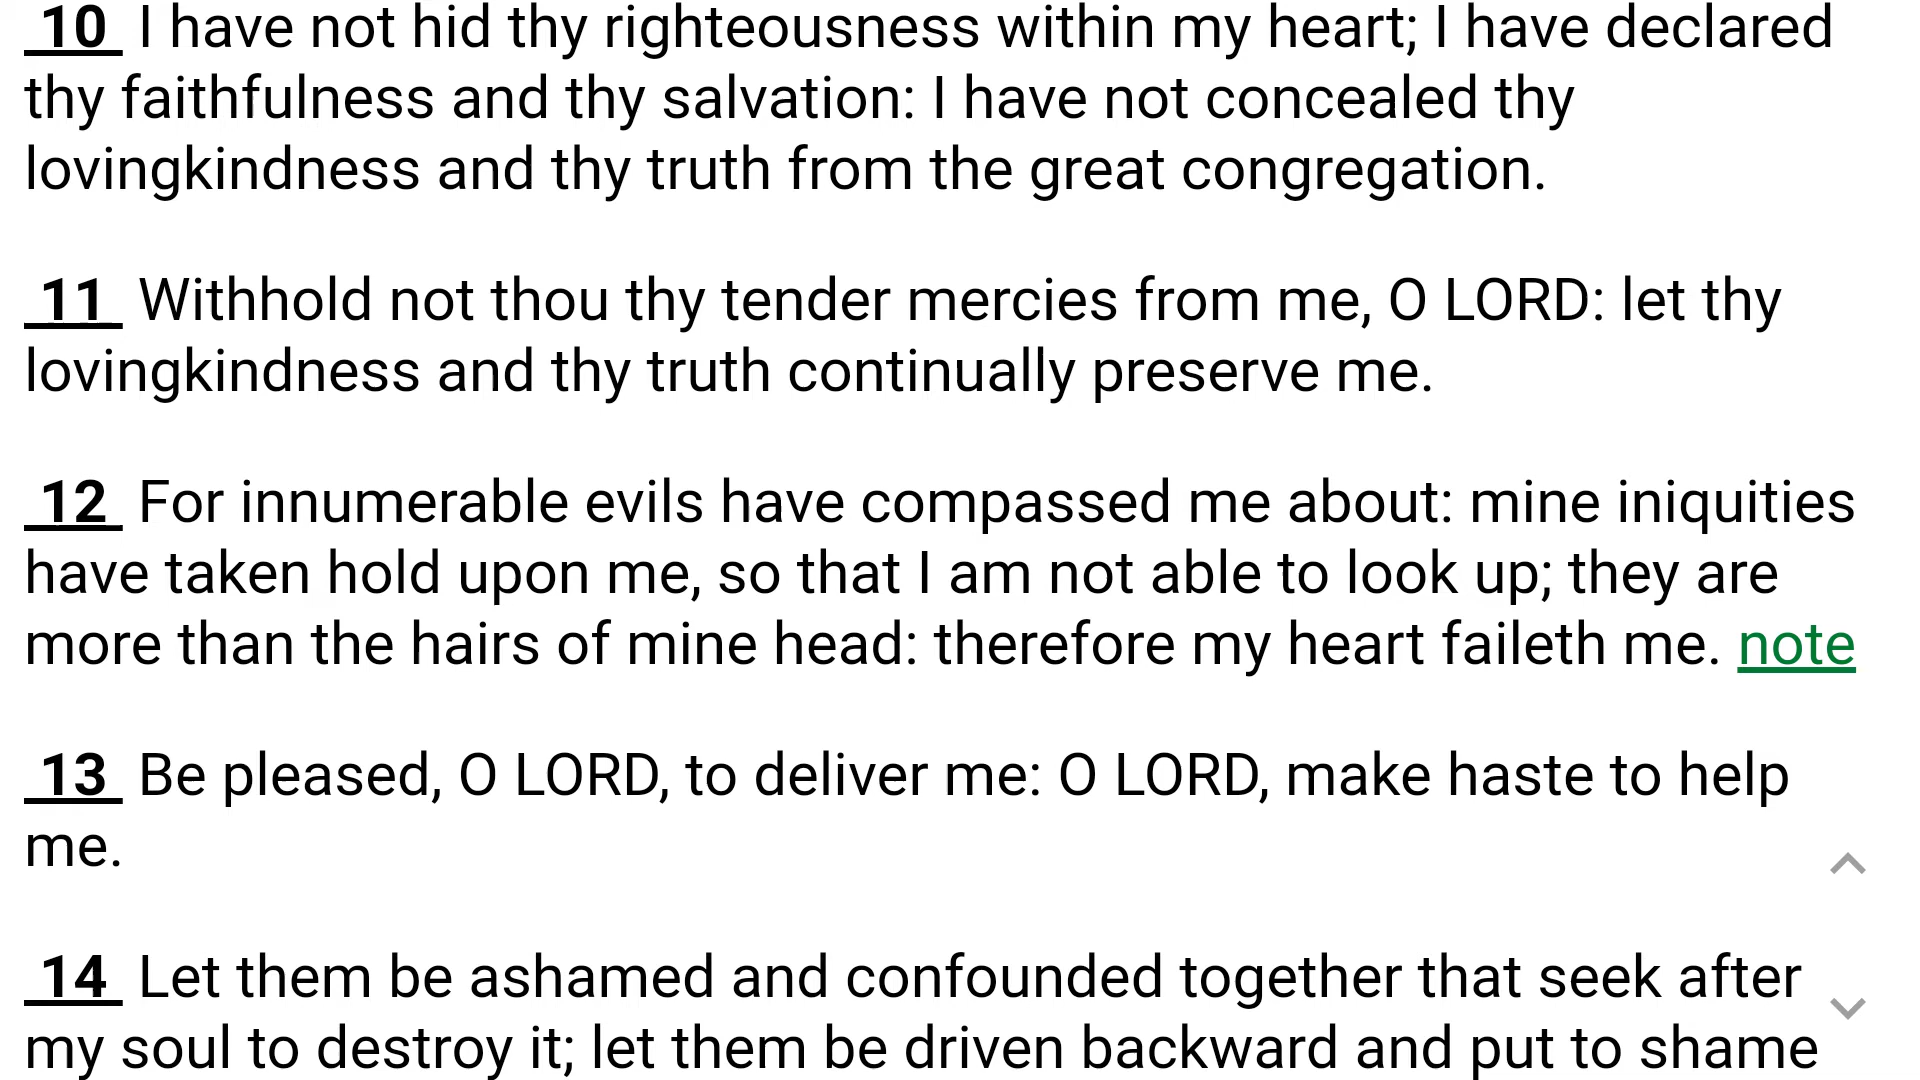 10 I have not hid thy righteousness within my heart; I have declared
thy faithfulness and thy salvation: I have not concealed thy
lovingkindness and thy truth from the great congregation.
11 Withhold not thou thy tender mercies from me, O LORD: let thy
lovingkindness and thy truth continually preserve me.
12 For innumerable evils have compassed me about: mine iniquities
have taken hold upon me, so that I am not able to look up; they are
more than the hairs of mine head: therefore my heart faileth me. note
13 Be pleased, O LORD, to deliver me: O LORD, make haste to help
me.
14 Let them be ashamed and confounded together that seek after
my soul to destroy it; let them be driven backward and put to shame